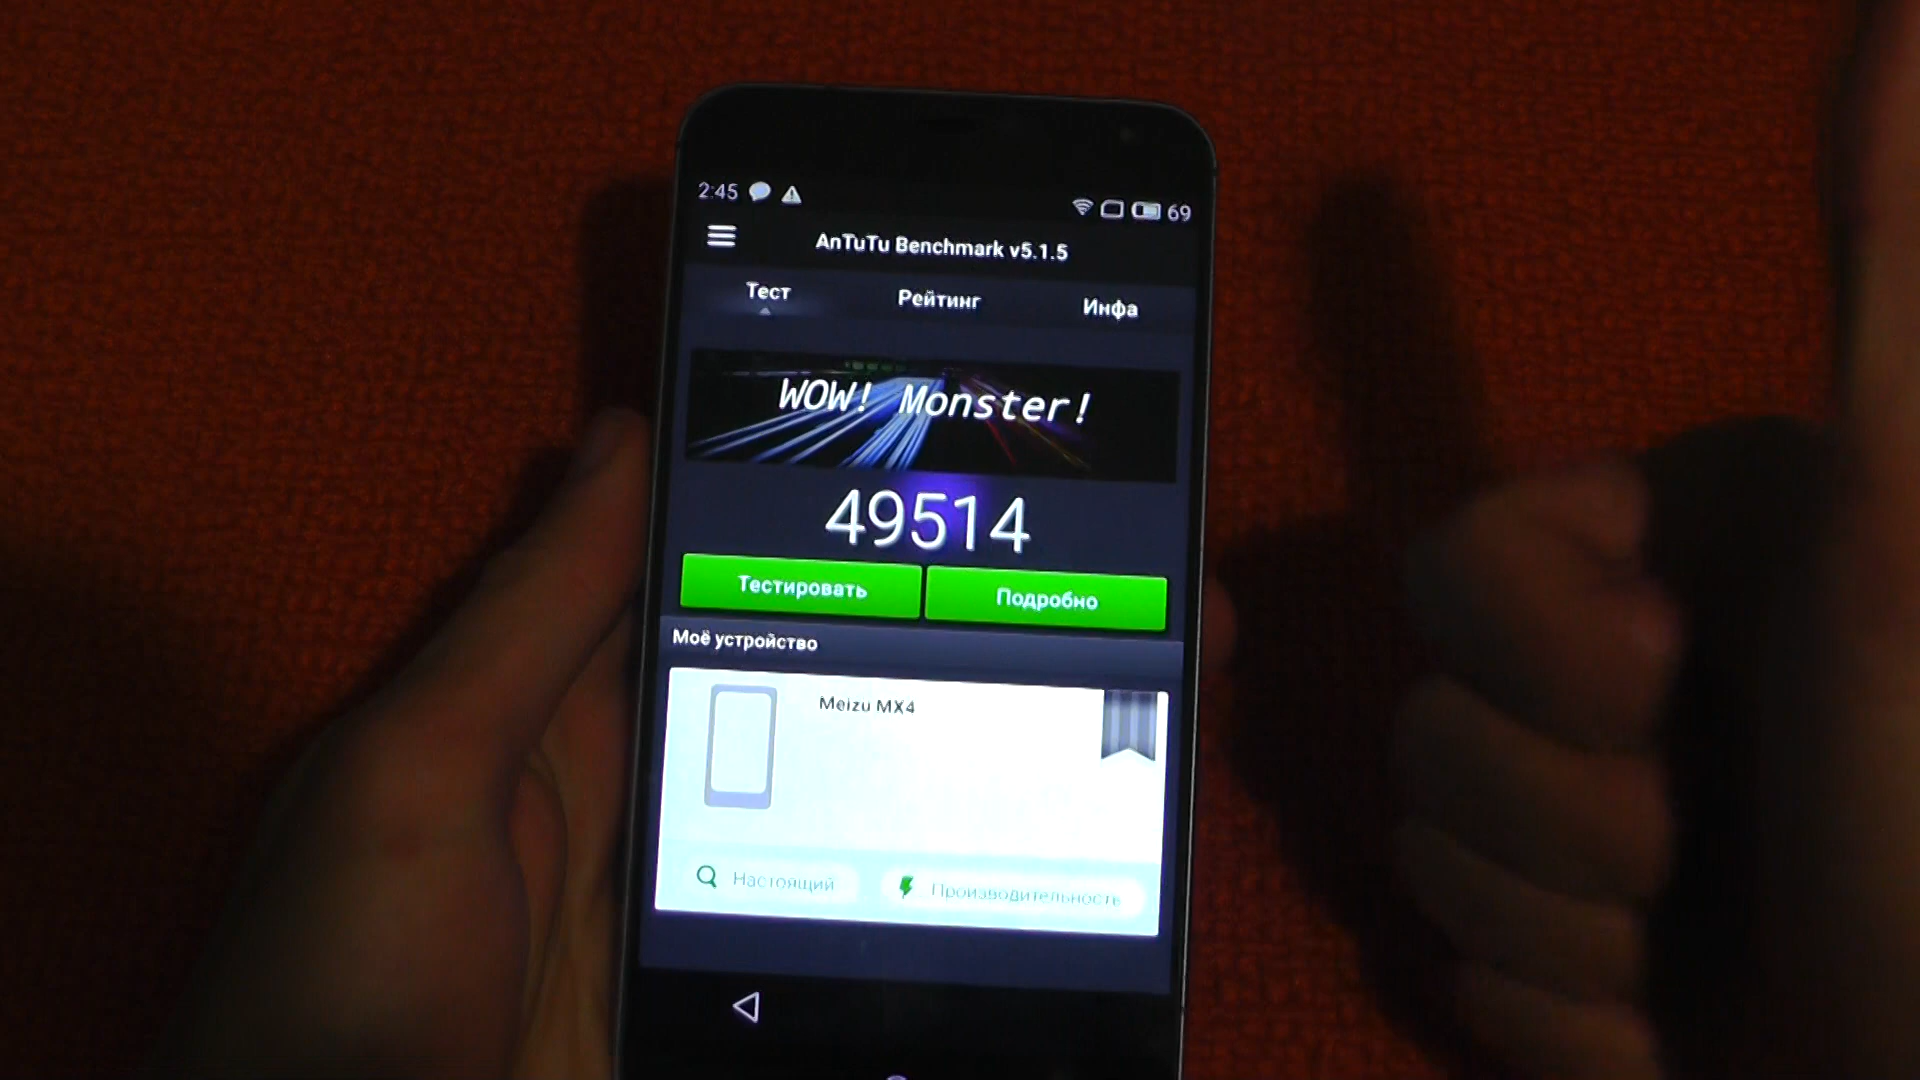 2:45 69
AnTuTu Benchmark v5.1.5
Тест Рейтинг Инфа
WOW! Monster!
49514
Тестировать Подробно
Моё устройство
Meizu MX4
Настоящий Производительность